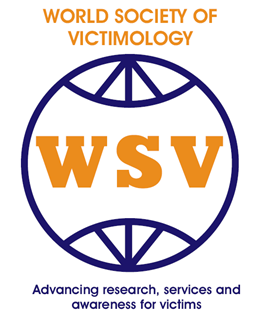 WORLD SOCIETY OF
VICTIMOLOGY
WSV
Advancing research, services and
awareness for victims